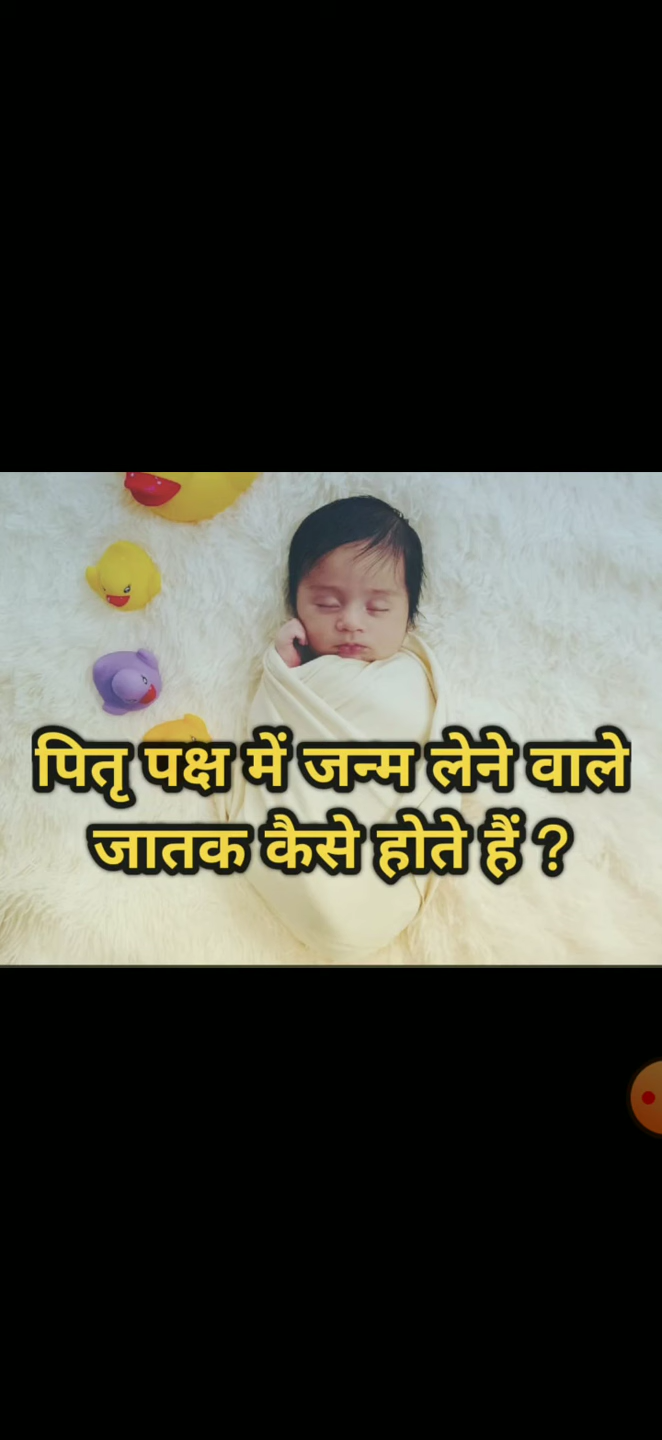 पितृ पक्ष में जन्म लेने वाले
जातक कैसे होते हैं ?